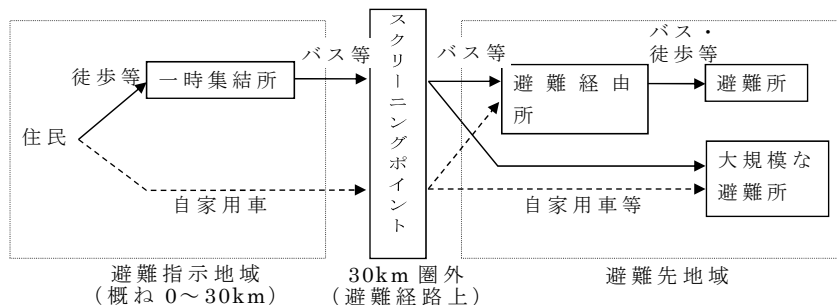 バス等
徒歩等
一時集結所
住民
自家用車
スクリーニングポイント
バス等
避難経由
所
バス・
徒歩等
避難所
大規模な
避難所
自家用車等
避難指示地域
(概ね 0～30km)
30km 圏外
(避難経路上)
避難先地域